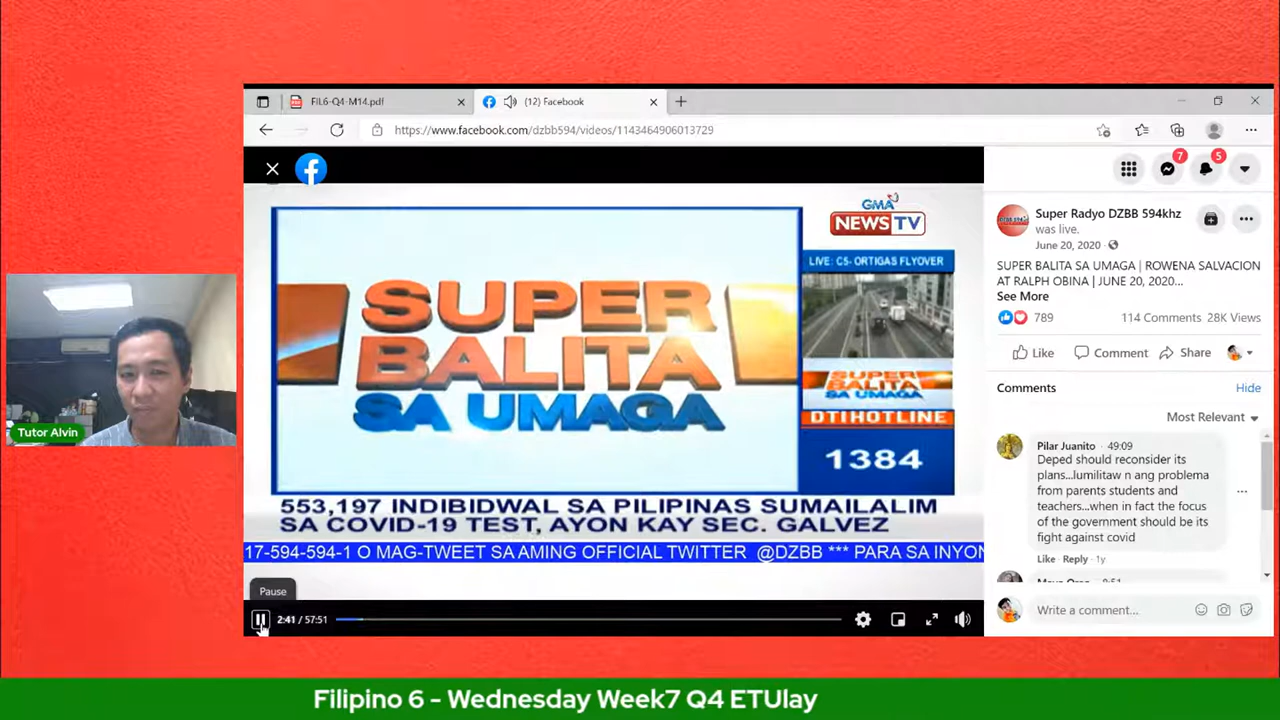 FIL6-Q4-M14.pdf
(12) Facebook
https://www.facebook.com/dzbb594/videos/1143464906013729
GMA
NEWS TV
LIVE: C5- ORTIGAS FLYOVER
SUPER
BALITA
SA UMAGA
SUPER
BALITA
SA UMAGA
DTI HOTLINE
1384
553,197 INDIBIDWAL SA PILIPINAS SUMAILALIM
SA COVID-19 TEST, AYON KAY SEC. GALVEZ
17-594-594-1 O MAG-TWEET SA AMING OFFICIAL TWITTER @DZBB *** PARA SA INYON
Pause
2:41 / 57:51
7
5
Super Radyo DZBB 594khz
was live.
June 20, 2020
SUPER BALITA SA UMAGA | ROWENA SALVACION
AT RALPH OBINA | JUNE 20, 2020...
See More
789
114 Comments 28K Views
Like Comment Share
Comments Hide
Most Relevant
Pilar Juanito · 49:09
Deped should reconsider its
plans...lumilitaw n ang problema
from parents students and
teachers...when in fact the focus
of the government should be its
fight against covid
Like · Reply · 1y
Write a comment...
Tutor Alvin
Filipino 6 - Wednesday Week7 Q4 ETUlay